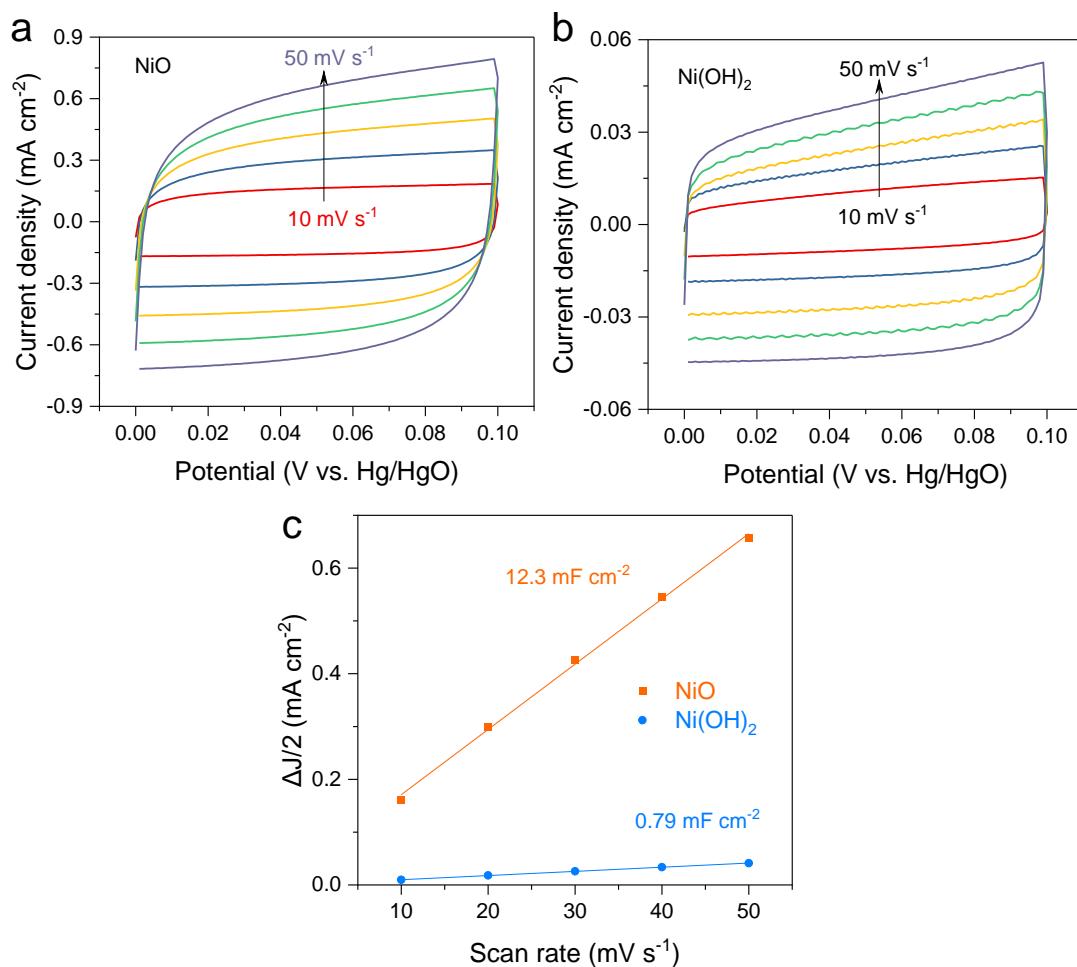 a
NiO
50 mV s⁻¹
10 mV s⁻¹
0.9
0.6
0.3
0.0
-0.3
-0.6
-0.9
Current density (mA cm⁻²)
0.00 0.02 0.04 0.06 0.08 0.10
Potential (V vs. Hg/HgO)
b
Ni(OH)₂
50 mV s⁻¹
10 mV s⁻¹
0.06
0.03
0.00
-0.03
-0.06
Current density (mA cm⁻²)
0.00 0.02 0.04 0.06 0.08 0.10
Potential (V vs. Hg/HgO)
c
12.3 mF cm⁻²
NiO
Ni(OH)₂
0.79 mF cm⁻²
0.6
0.4
0.2
0.0
ΔJ/2 (mA cm⁻²)
10 20 30 40 50
Scan rate (mV s⁻¹)